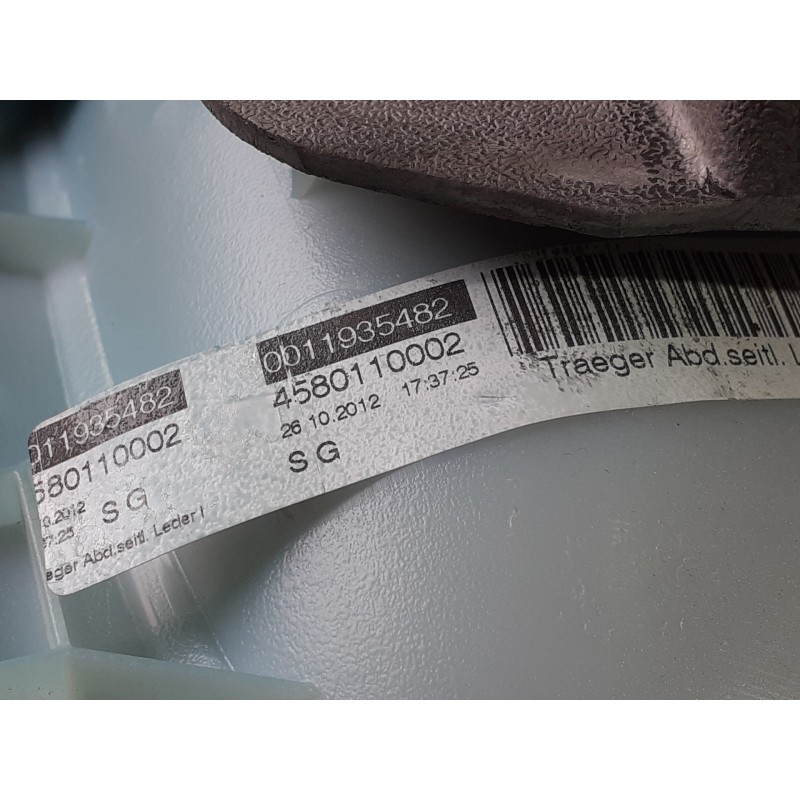 0011935482
4580110002
26.10.2012 17:37:25
S G
Traeger Abd.seitl. L
011935482
580110002
0.2012
37:25
S G
eger Abd.seitl. Leder l